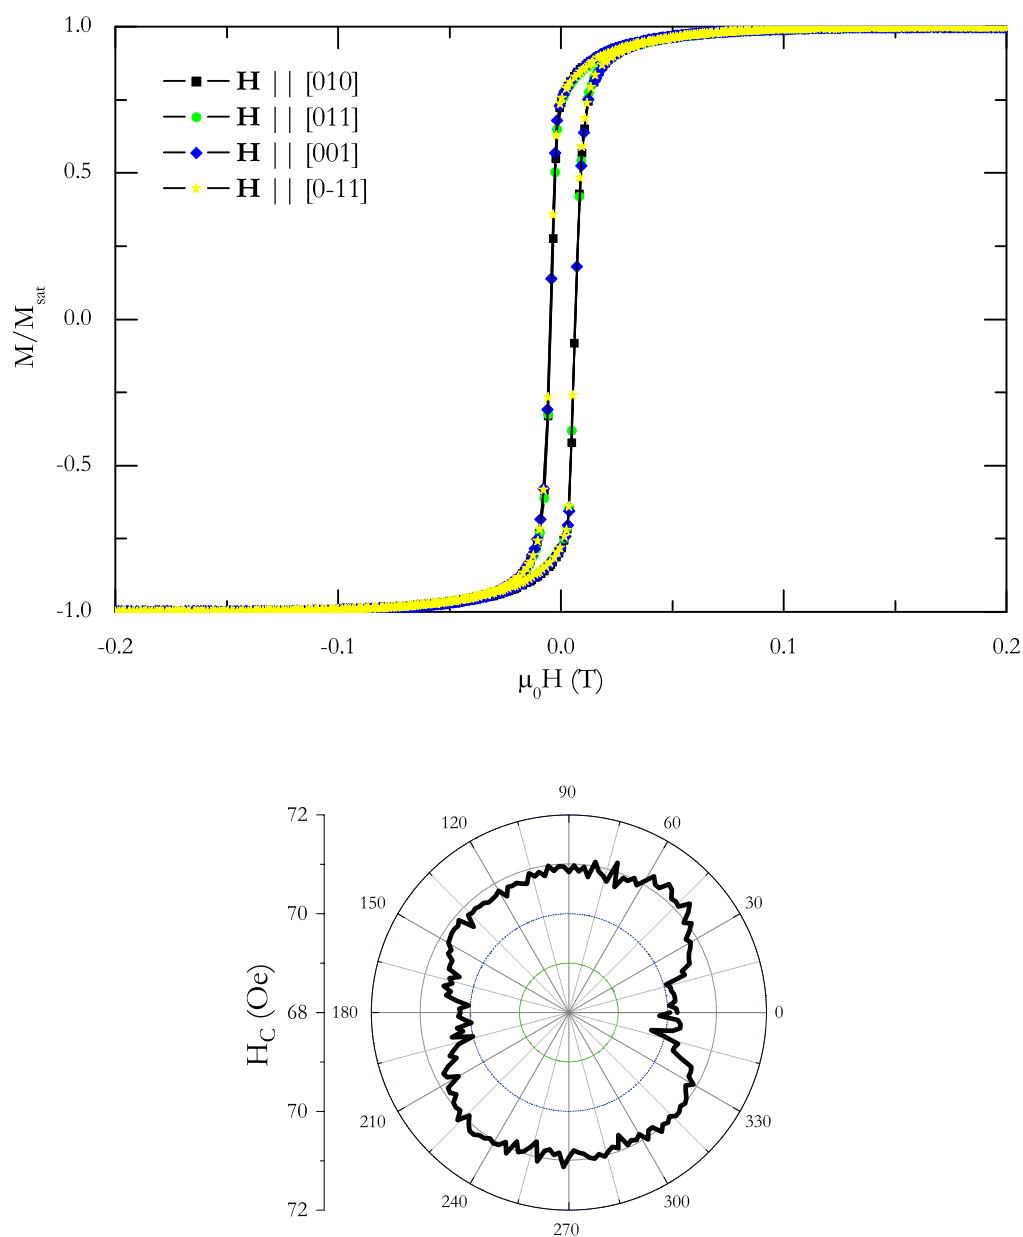 1.0
0.5
0.0
-0.5
-1.0
M/Msat
H || [010]
H || [011]
H || [001]
H || [0-11]
-0.2 -0.1 0.0 0.1 0.2
μ0H (T)
72
70
68
70
72
HC (Oe)
90
120 60
150 30
180 0
210 330
240 300
270